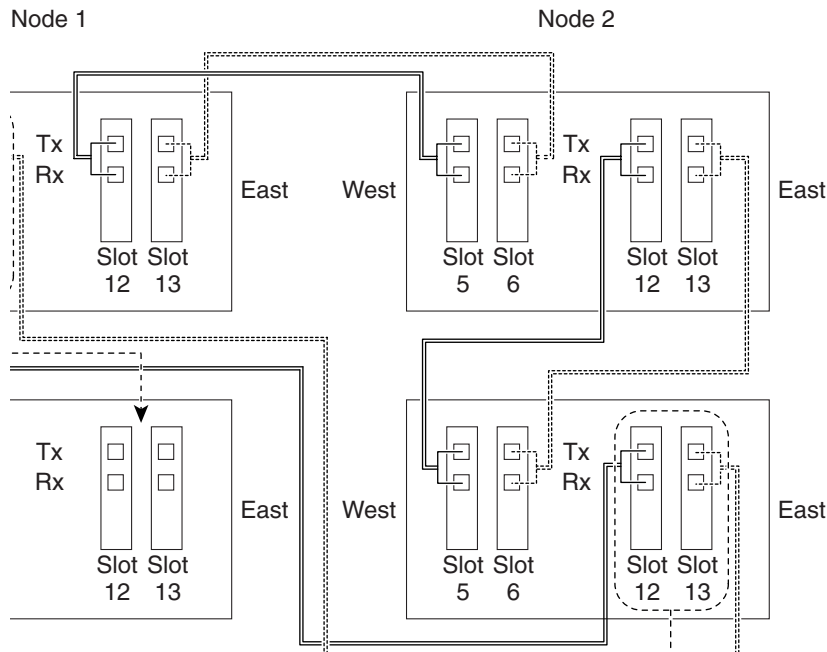 Node 1
Node 2
Tx
Rx
East
Slot 12
Slot 13
West
Slot 5
Slot 6
Tx
Rx
East
Slot 12
Slot 13
Tx
Rx
East
Slot 12
Slot 13
West
Slot 5
Slot 6
Tx
Rx
East
Slot 12
Slot 13